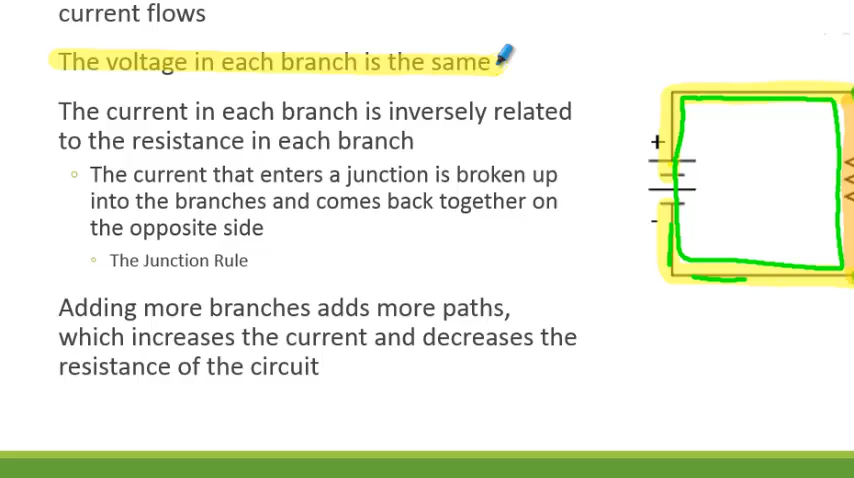 current flows
The voltage in each branch is the same
The current in each branch is inversely related
to the resistance in each branch
The current that enters a junction is broken up
into the branches and comes back together on
the opposite side
The Junction Rule
Adding more branches adds more paths,
which increases the current and decreases the
resistance of the circuit
+
-